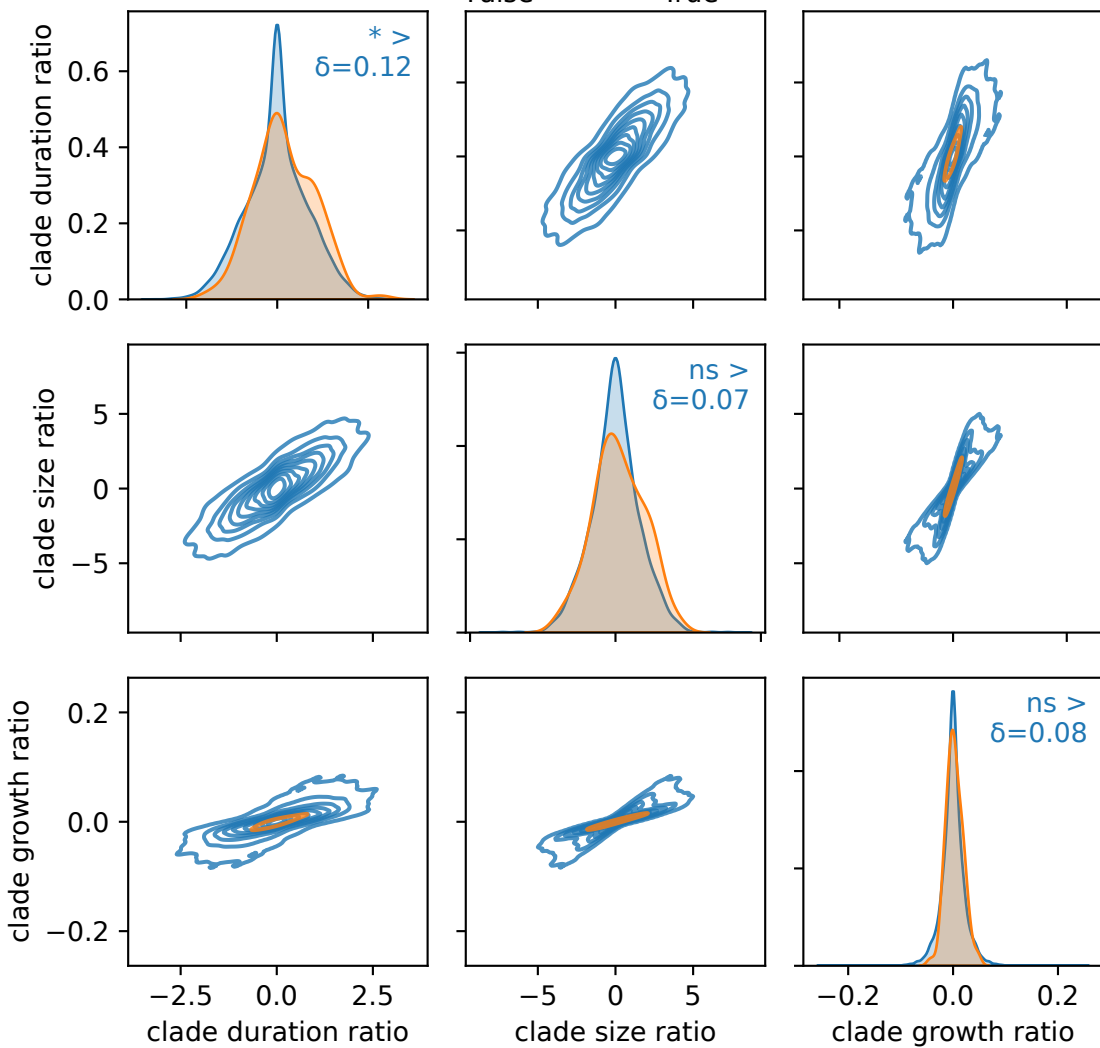 False True
clade duration ratio
0.6
0.4
0.2
0.0
* >
δ=0.12
clade size ratio
5
0
−5
ns >
δ=0.07
clade growth ratio
0.2
0.0
−0.2
ns >
δ=0.08
−2.5 0.0 2.5
−5 0 5
−0.2 0.0 0.2
clade duration ratio
clade size ratio
clade growth ratio